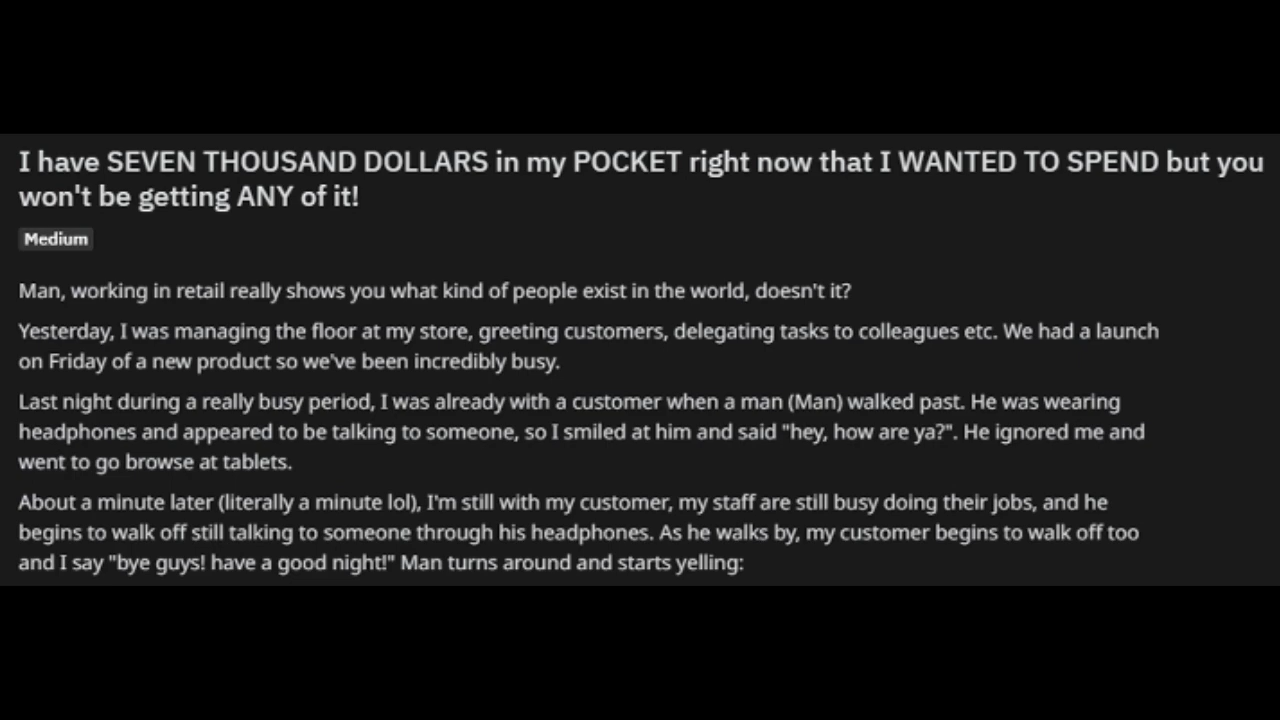 I have SEVEN THOUSAND DOLLARS in my POCKET right now that I WANTED TO SPEND but you
won't be getting ANY of it!
Medium
Man, working in retail really shows you what kind of people exist in the world, doesn't it?
Yesterday, I was managing the floor at my store, greeting customers, delegating tasks to colleagues etc. We had a launch
on Friday of a new product so we've been incredibly busy.
Last night during a really busy period, I was already with a customer when a man (Man) walked past. He was wearing
headphones and appeared to be talking to someone, so I smiled at him and said "hey, how are ya?". He ignored me and
went to go browse at tablets.
About a minute later (literally a minute lol), I'm still with my customer, my staff are still busy doing their jobs, and he
begins to walk off still talking to someone through his headphones. As he walks by, my customer begins to walk off too
and I say "bye guys! have a good night!" Man turns around and starts yelling: